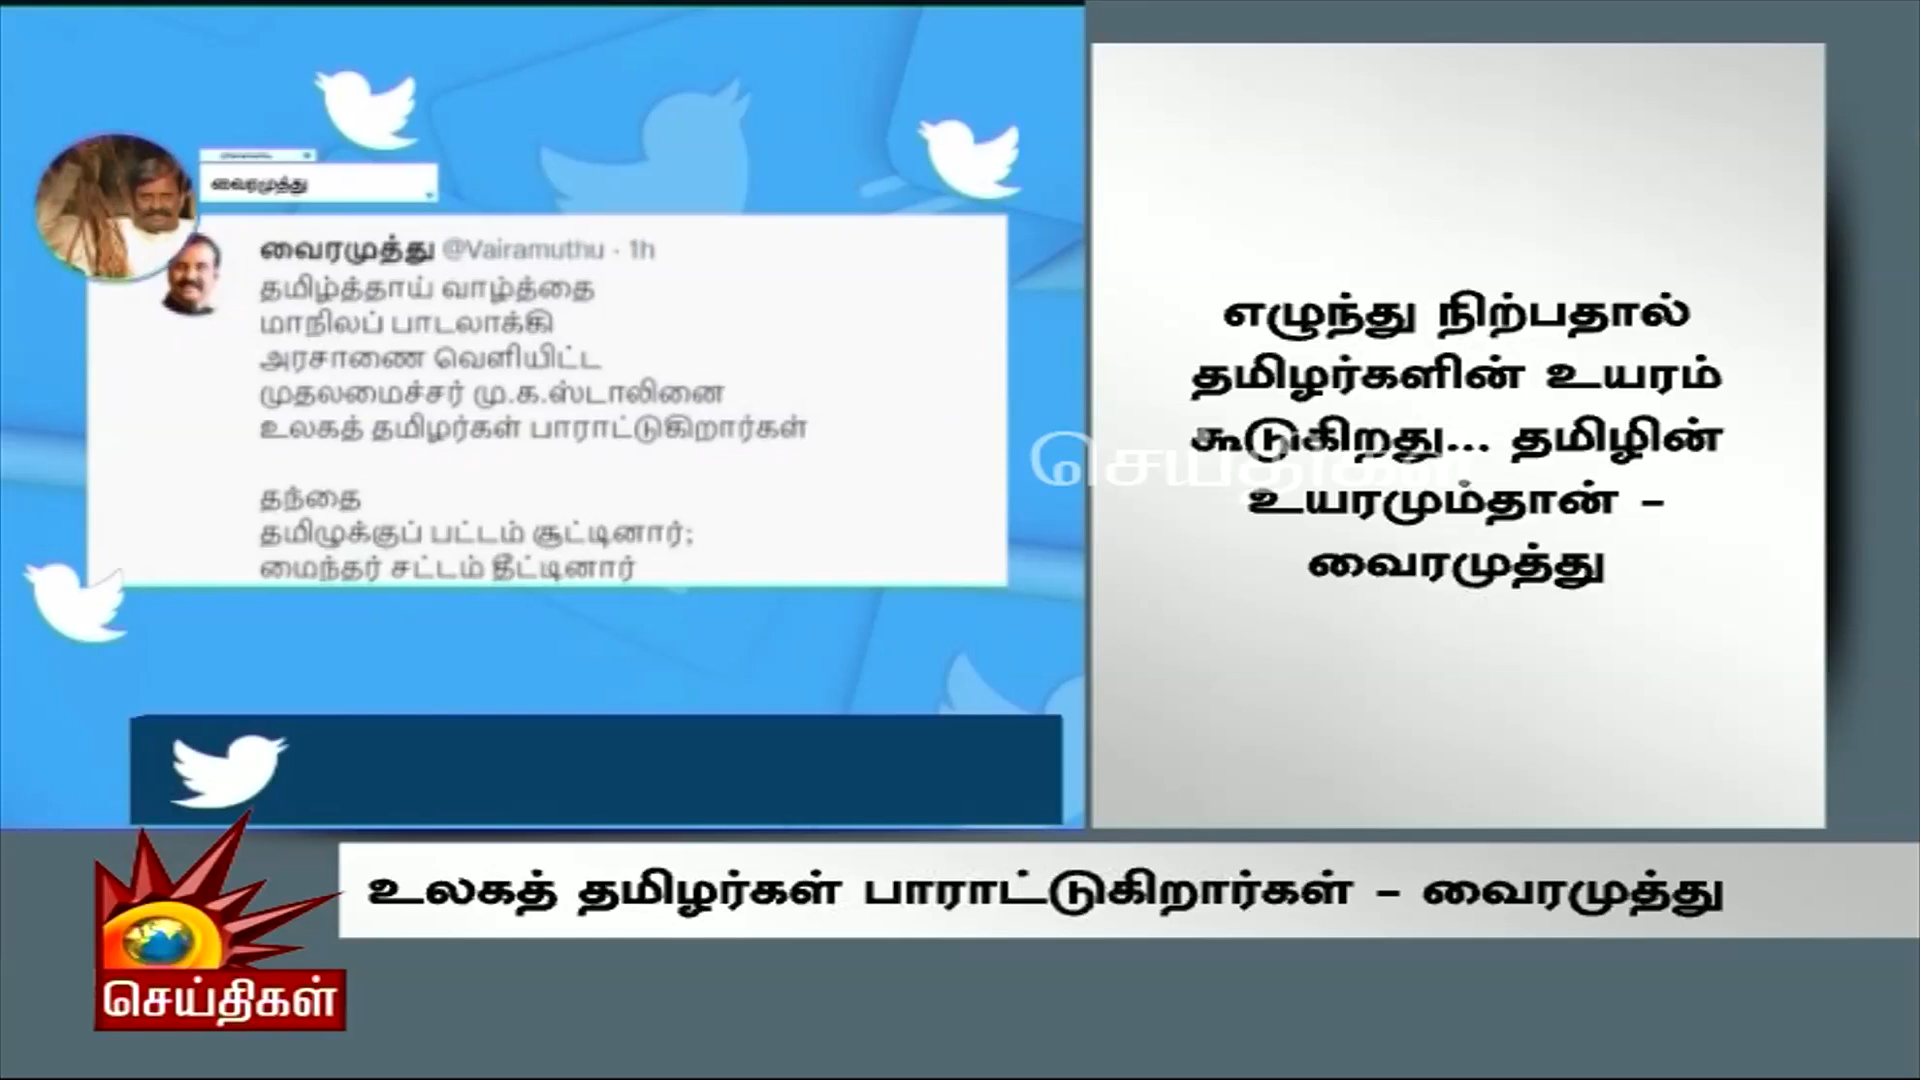 வைரமுத்து
வைரமுத்து @Vairamuthu · 1h
தமிழ்த்தாய் வாழ்த்தை
மாநிலப் பாடலாக்கி
அரசாணை வெளியிட்ட
முதலமைச்சர் மு.க.ஸ்டாலினை
உலகத் தமிழர்கள் பாராட்டுகிறார்கள்
தந்தை
தமிழுக்குப் பட்டம் சூட்டினார்;
மைந்தர் சட்டம் தீட்டினார்
எழுந்து நிற்பதால்
தமிழர்களின் உயரம்
கூடுகிறது... தமிழின்
உயரமும்தான் -
வைரமுத்து
செய்திகள்
உலகத் தமிழர்கள் பாராட்டுகிறார்கள் - வைரமுத்து
செய்திகள்